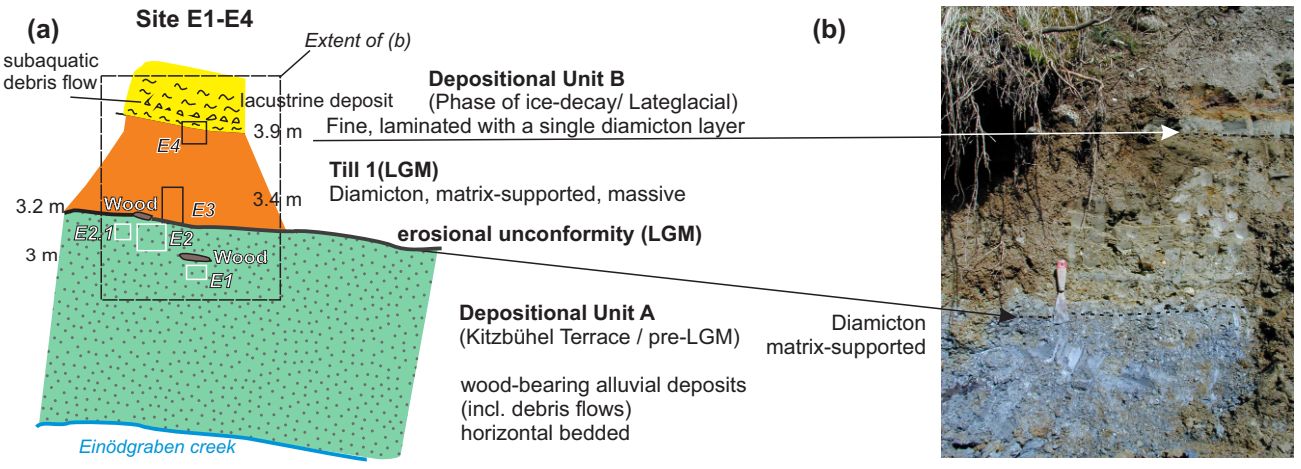 Site E1-E4
(a)
Extent of (b)
subaquatic
debris flow
lacustrine deposit
3.9 m
E4
Wood
E3
3.4 m
3.2 m
E2.1
E2
3 m
Wood
E1
Einödgraben creek
Depositional Unit B
(Phase of ice-decay/ Lateglacial)
Fine, laminated with a single diamicton layer
Till 1(LGM)
Diamicton, matrix-supported, massive
erosional unconformity (LGM)
Depositional Unit A
(Kitzbühel Terrace / pre-LGM)
wood-bearing alluvial deposits
(incl. debris flows)
horizontal bedded
(b)
Diamicton
matrix-supported